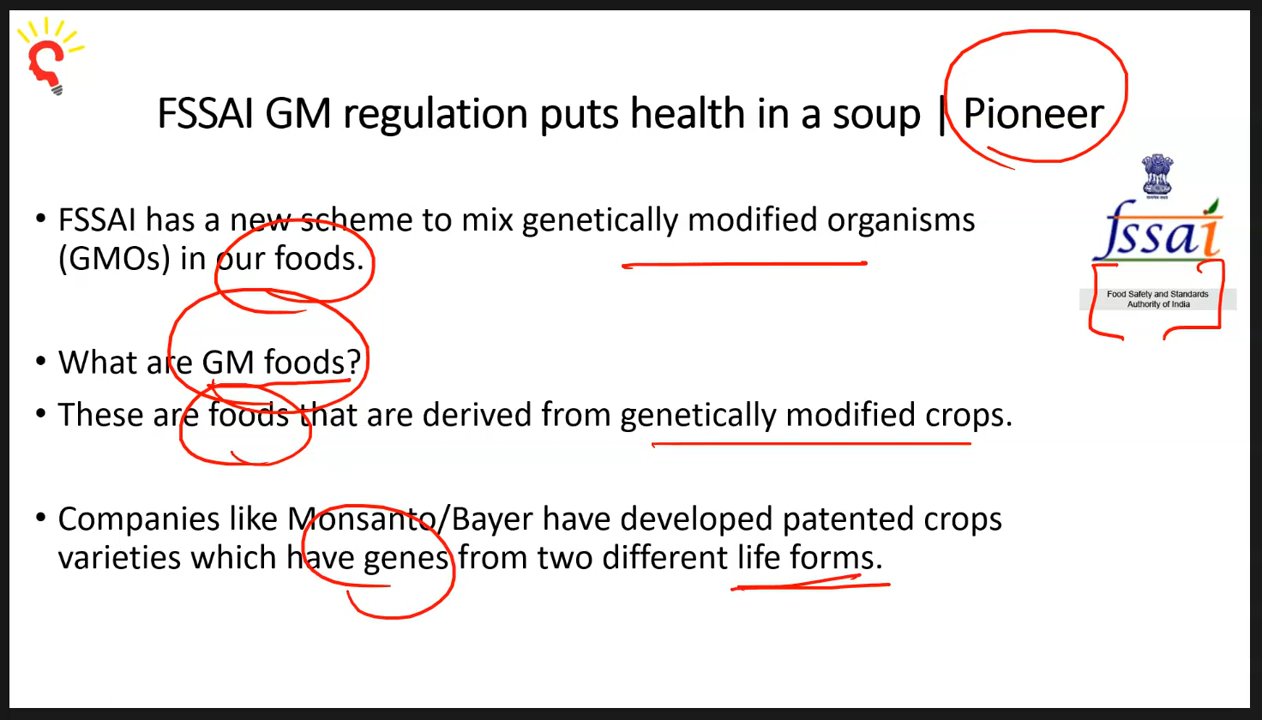 FSSAI GM regulation puts health in a soup | Pioneer
• FSSAI has a new scheme to mix genetically modified organisms
(GMOs) in our foods.
fssai
Food Safety and Standards
Authority of India
• What are GM foods?
• These are foods that are derived from genetically modified crops.
• Companies like Monsanto/Bayer have developed patented crops
varieties which have genes from two different life forms.